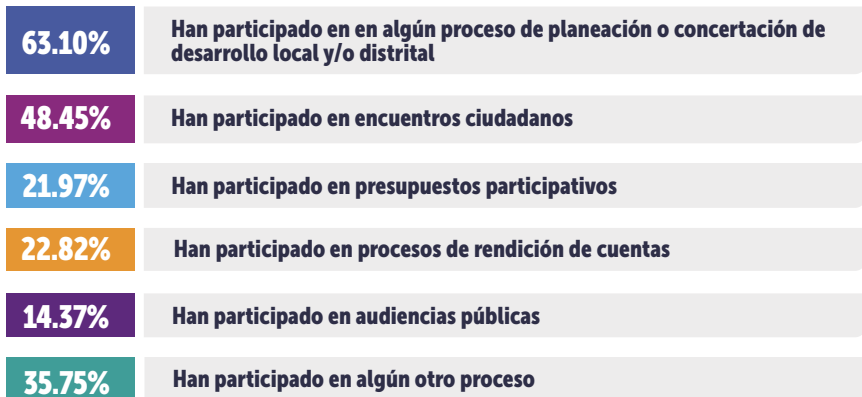 63.10%
Han participado en en algún proceso de planeación o concertación de
desarrollo local y/o distrital
48.45%
Han participado en encuentros ciudadanos
21.97%
Han participado en presupuestos participativos
22.82%
Han participado en procesos de rendición de cuentas
14.37%
Han participado en audiencias públicas
35.75%
Han participado en algún otro proceso